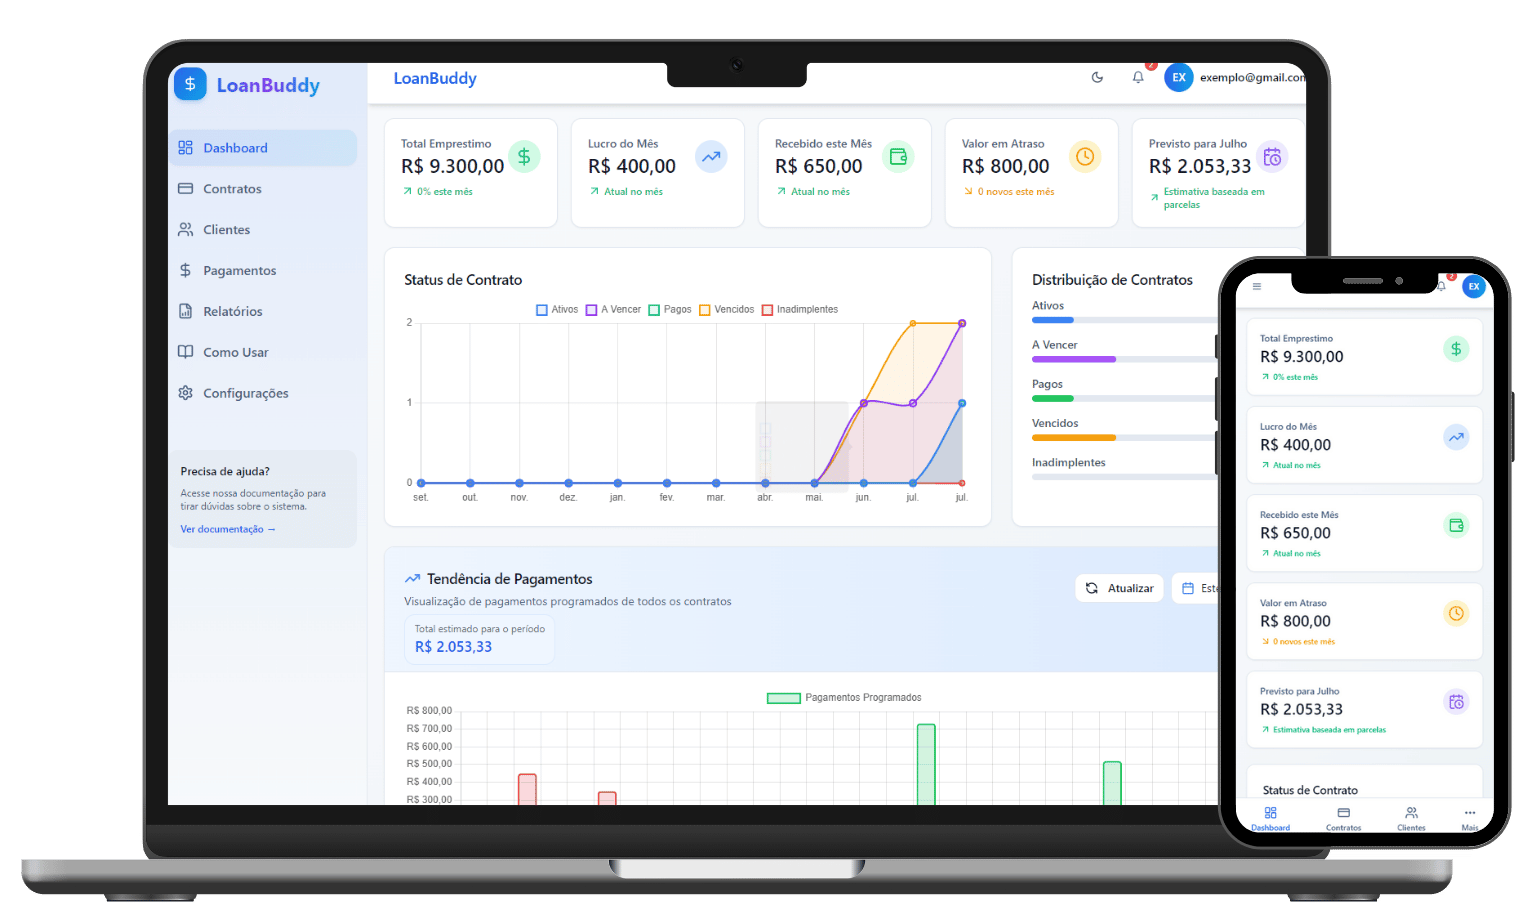 LoanBuddy
Dashboard
Contratos
Clientes
Pagamentos
Relatórios
Como Usar
Configurações
Precisa de ajuda?
Acesse nossa documentação para
tirar dúvidas sobre o sistema.
Ver documentação →
LoanBuddy
2
EX
exemplo@gmail.com
Total Emprestimo
R$ 9.300,00
0% este mês
Lucro do Mês
R$ 400,00
Atual no mês
Recebido este Mês
R$ 650,00
Atual no mês
Valor em Atraso
R$ 800,00
0 novos este mês
Previsto para Julho
R$ 2.053,33
Estimativa baseada em
parcelas
Status de Contrato
Ativos A Vencer Pagos Vencidos Inadimplentes
2
1
0
set. out. nov. dez. jan. fev. mar. abr. mai. jun. jul. jul.
Distribuição de Contratos
Ativos
A Vencer
Pagos
Vencidos
Inadimplentes
Tendência de Pagamentos
Visualização de pagamentos programados de todos os contratos
Total estimado para o período
R$ 2.053,33
Atualizar
Este
Pagamentos Programados
R$ 800,00
R$ 700,00
R$ 600,00
R$ 500,00
R$ 400,00
R$ 300,00
2
EX
Total Emprestimo
R$ 9.300,00
0% este mês
Lucro do Mês
R$ 400,00
Atual no mês
Recebido este Mês
R$ 650,00
Atual no mês
Valor em Atraso
R$ 800,00
0 novos este mês
Previsto para Julho
R$ 2.053,33
Estimativa baseada em parcelas
Status de Contrato
Dashboard
Contratos
Clientes
Mais